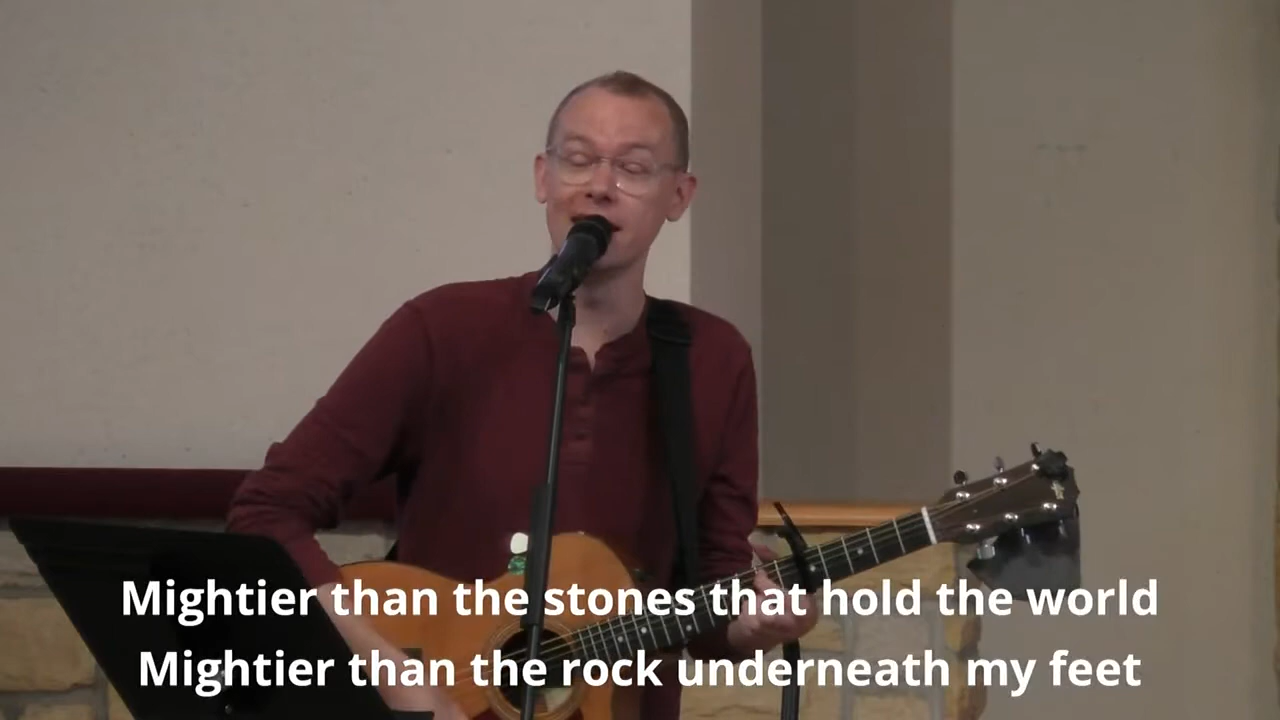 Mightier than the stones that hold the world
Mightier than the rock underneath my feet